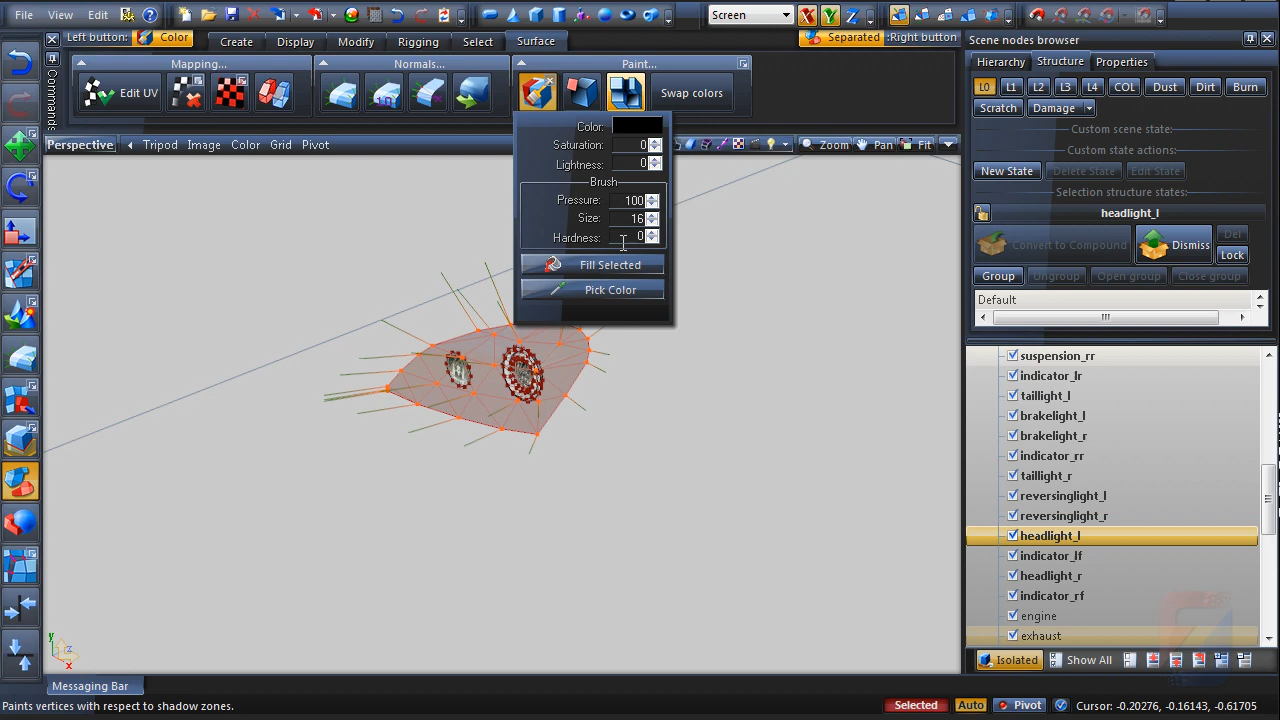 File View Edit
Screen
X Y Z
Left button: Color
Create Display Modify Rigging Select Surface
Separated :Right button
Commands
Mapping... Normals... Paint...
Edit UV
Swap colors
Color:
Saturation: 0
Lightness: 0
Brush
Pressure: 100
Size: 16
Hardness: 0
Fill Selected
Pick Color
Perspective Tripod Image Color Grid Pivot
Zoom Pan Fit
y
x
Scene nodes browser
Hierarchy Structure Properties
L0 L1 L2 L3 L4 COL Dust Dirt Burn
Scratch Damage
Custom scene state:
Custom state actions:
New State Delete State Edit State
Selection structure states:
headlight_l
Convert to Compound Dismiss Del
Lock
Group Ungroup Open group Close group
Default
suspension_rr
indicator_lr
taillight_l
brakelight_l
brakelight_r
indicator_rr
taillight_r
reversinglight_l
reversinglight_r
headlight_l
indicator_lf
headlight_r
indicator_rf
engine
exhaust
Isolated Show All
Messaging Bar
Paints vertices with respect to shadow zones.
Selected Auto Pivot Cursor: -0.20276, -0.16143, -0.61705